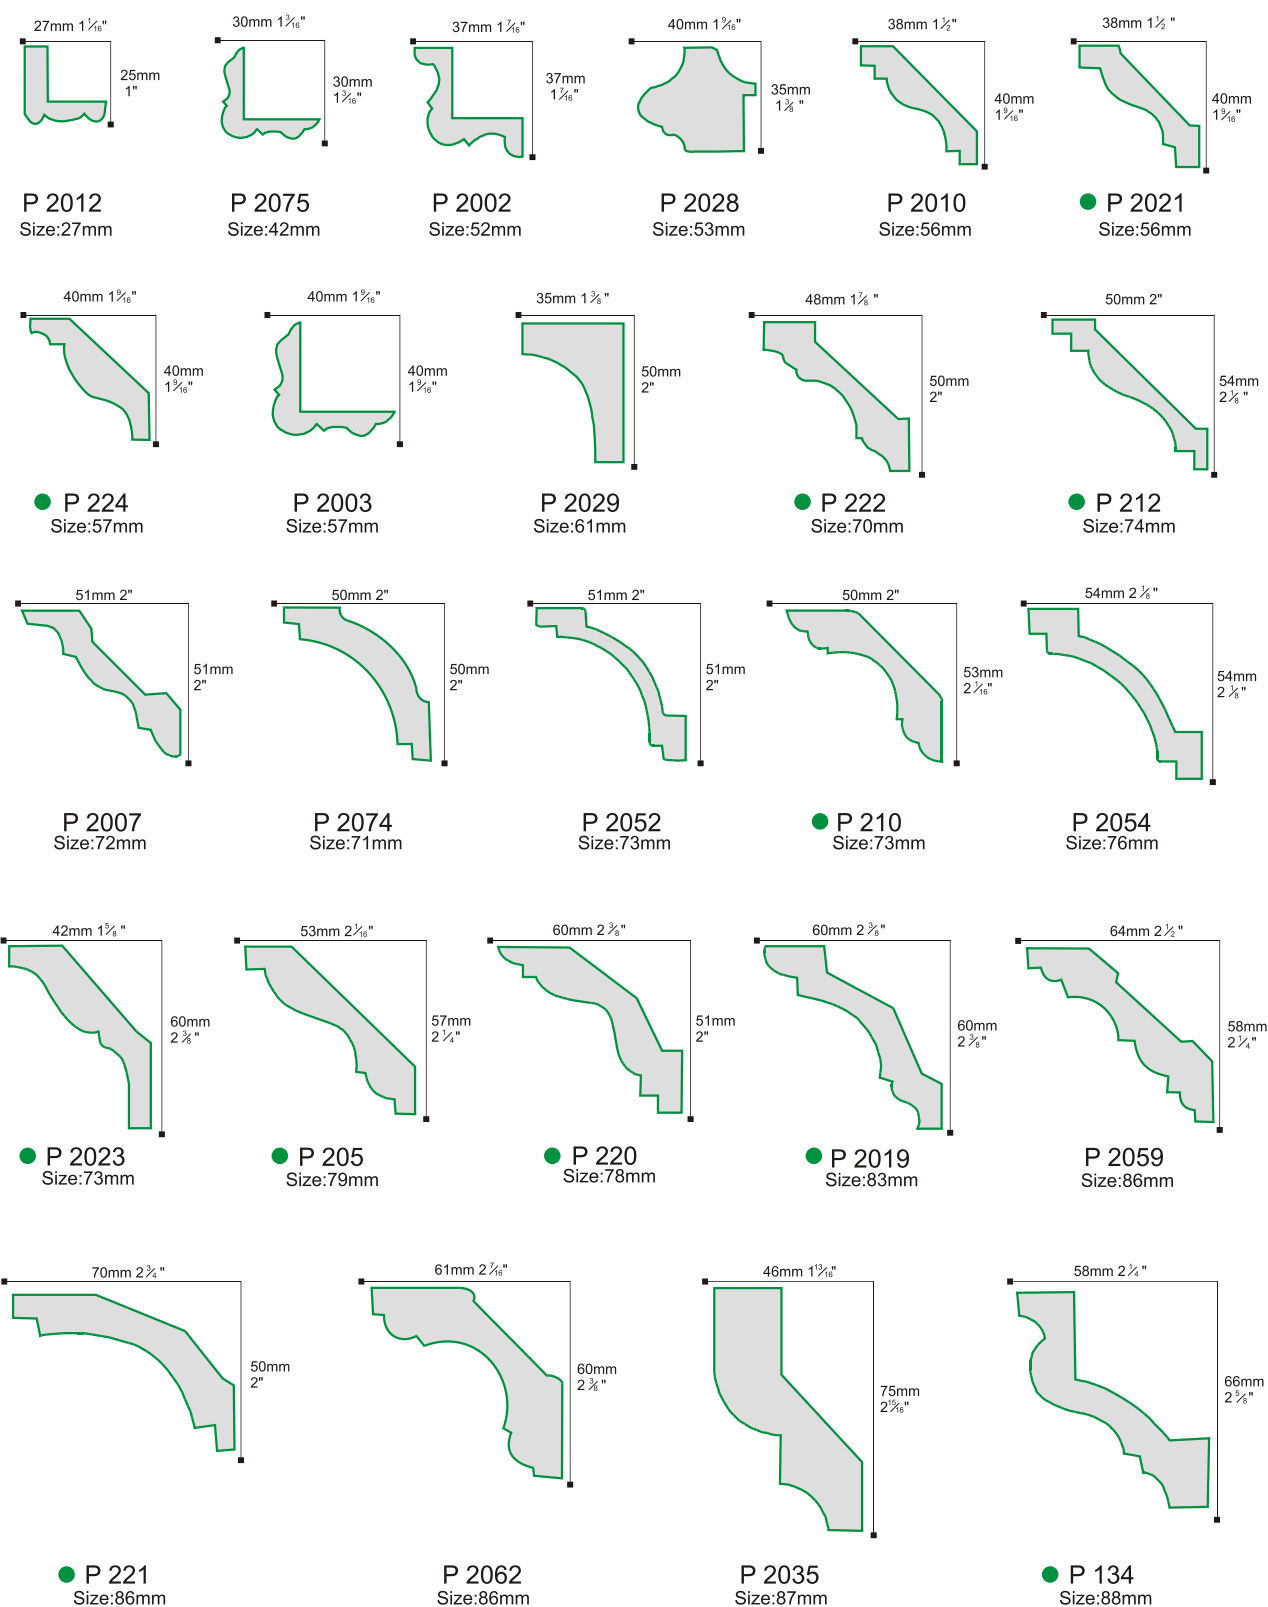 27mm 1 1/16"
25mm
1"
P 2012
Size:27mm
30mm 1 3/16"
30mm
1 3/16"
P 2075
Size:42mm
37mm 1 7/16"
37mm
1 7/16"
P 2002
Size:52mm
40mm 1 9/16"
35mm
1 3/8"
P 2028
Size:53mm
38mm 1 1/2"
40mm
1 9/16"
P 2010
Size:56mm
38mm 1 1/2"
40mm
1 9/16"
P 2021
Size:56mm
40mm 1 9/16"
40mm
1 9/16"
P 224
Size:57mm
40mm 1 9/16"
40mm
1 9/16"
P 2003
Size:57mm
35mm 1 3/8"
50mm
2"
P 2029
Size:61mm
48mm 1 7/8"
50mm
2"
P 222
Size:70mm
50mm 2"
54mm
2 1/8"
P 212
Size:74mm
51mm 2"
51mm
2"
P 2007
Size:72mm
50mm 2"
50mm
2"
P 2074
Size:71mm
51mm 2"
51mm
2"
P 2052
Size:73mm
50mm 2"
53mm
2 1/16"
P 210
Size:73mm
54mm 2 1/8"
54mm
2 1/8"
P 2054
Size:76mm
42mm 1 5/8"
60mm
2 3/8"
P 2023
Size:73mm
53mm 2 1/16"
57mm
2 1/4"
P 205
Size:79mm
60mm 2 3/8"
51mm
2"
P 220
Size:78mm
60mm 2 3/8"
60mm
2 3/8"
P 2019
Size:83mm
64mm 2 1/2"
58mm
2 1/4"
P 2059
Size:86mm
70mm 2 3/4"
50mm
2"
P 221
Size:86mm
61mm 2 7/16"
60mm
2 3/8"
P 2062
Size:86mm
46mm 1 13/16"
75mm
2 15/16"
P 2035
Size:87mm
58mm 2 1/4"
66mm
2 5/8"
P 134
Size:88mm